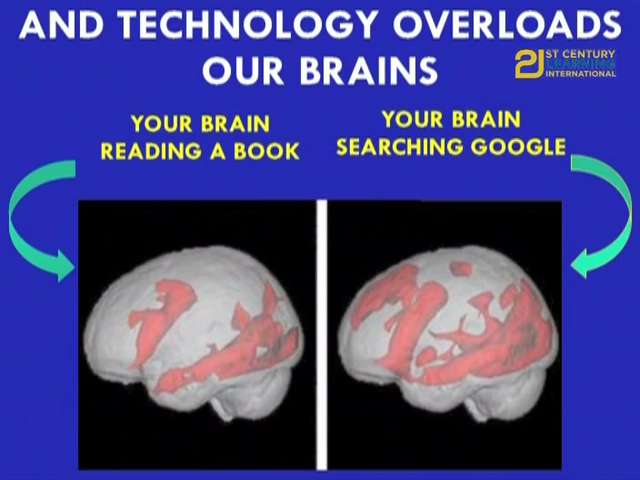 AND TECHNOLOGY OVERLOADS
OUR BRAINS
21ST CENTURY
LEARNING
INTERNATIONAL
YOUR BRAIN
READING A BOOK
YOUR BRAIN
SEARCHING GOOGLE